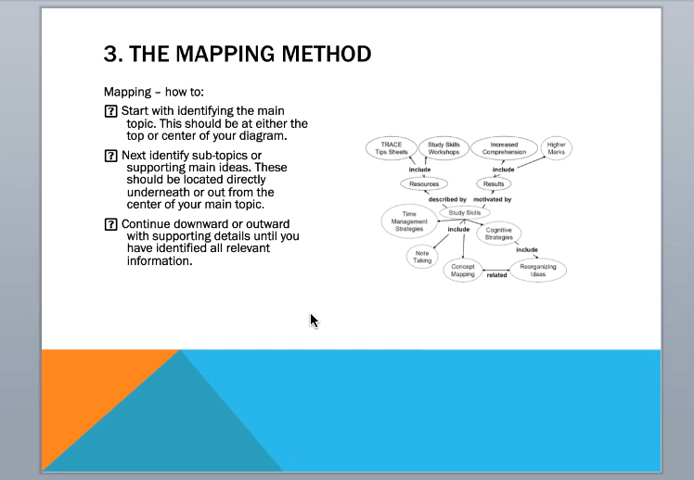 3. THE MAPPING METHOD
Mapping – how to:
Start with identifying the main
topic. This should be at either the
top or center of your diagram.
Next identify sub-topics or
supporting main ideas. These
should be located directly
underneath or out from the
center of your main topic.
Continue downward or outward
with supporting details until you
have identified all relevant
information.
TRACE
Tips Sheets
Study Skills
Workshops
Increased
Comprehension
Higher
Marks
include
include
Resources
Results
described by
motivated by
Study Skills
Time
Management
Strategies
include
Cognitive
Strategies
Note
Taking
include
Concept
Mapping
related
Reorganizing
Ideas